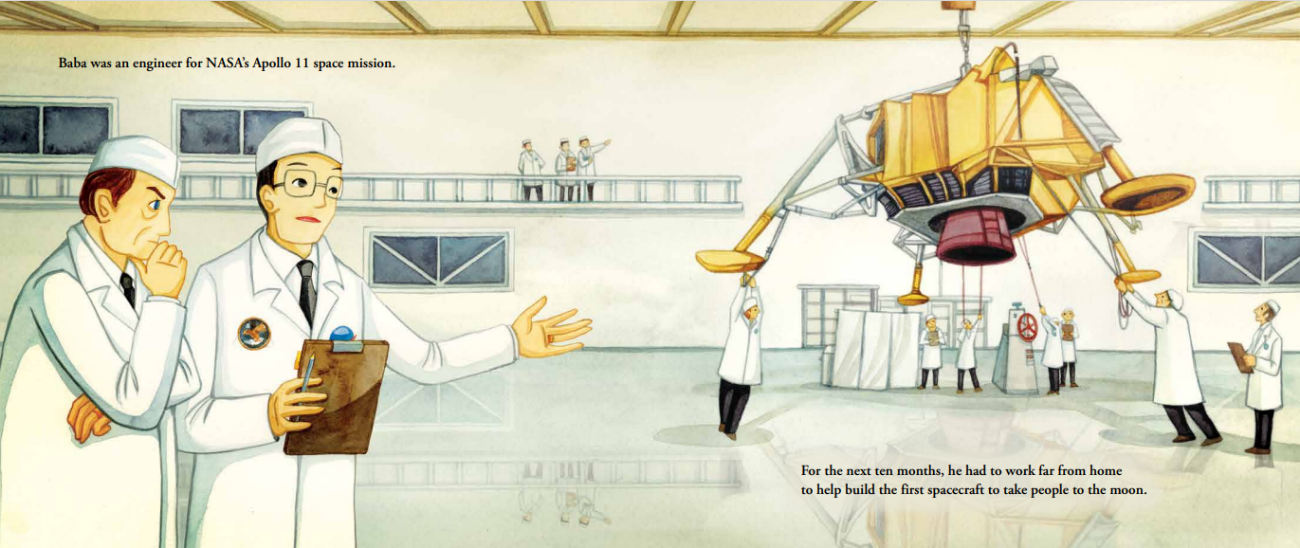 Baba was an engineer for NASA's Apollo 11 space mission.
For the next ten months, he had to work far from home
to help build the first spacecraft to take people to the moon.